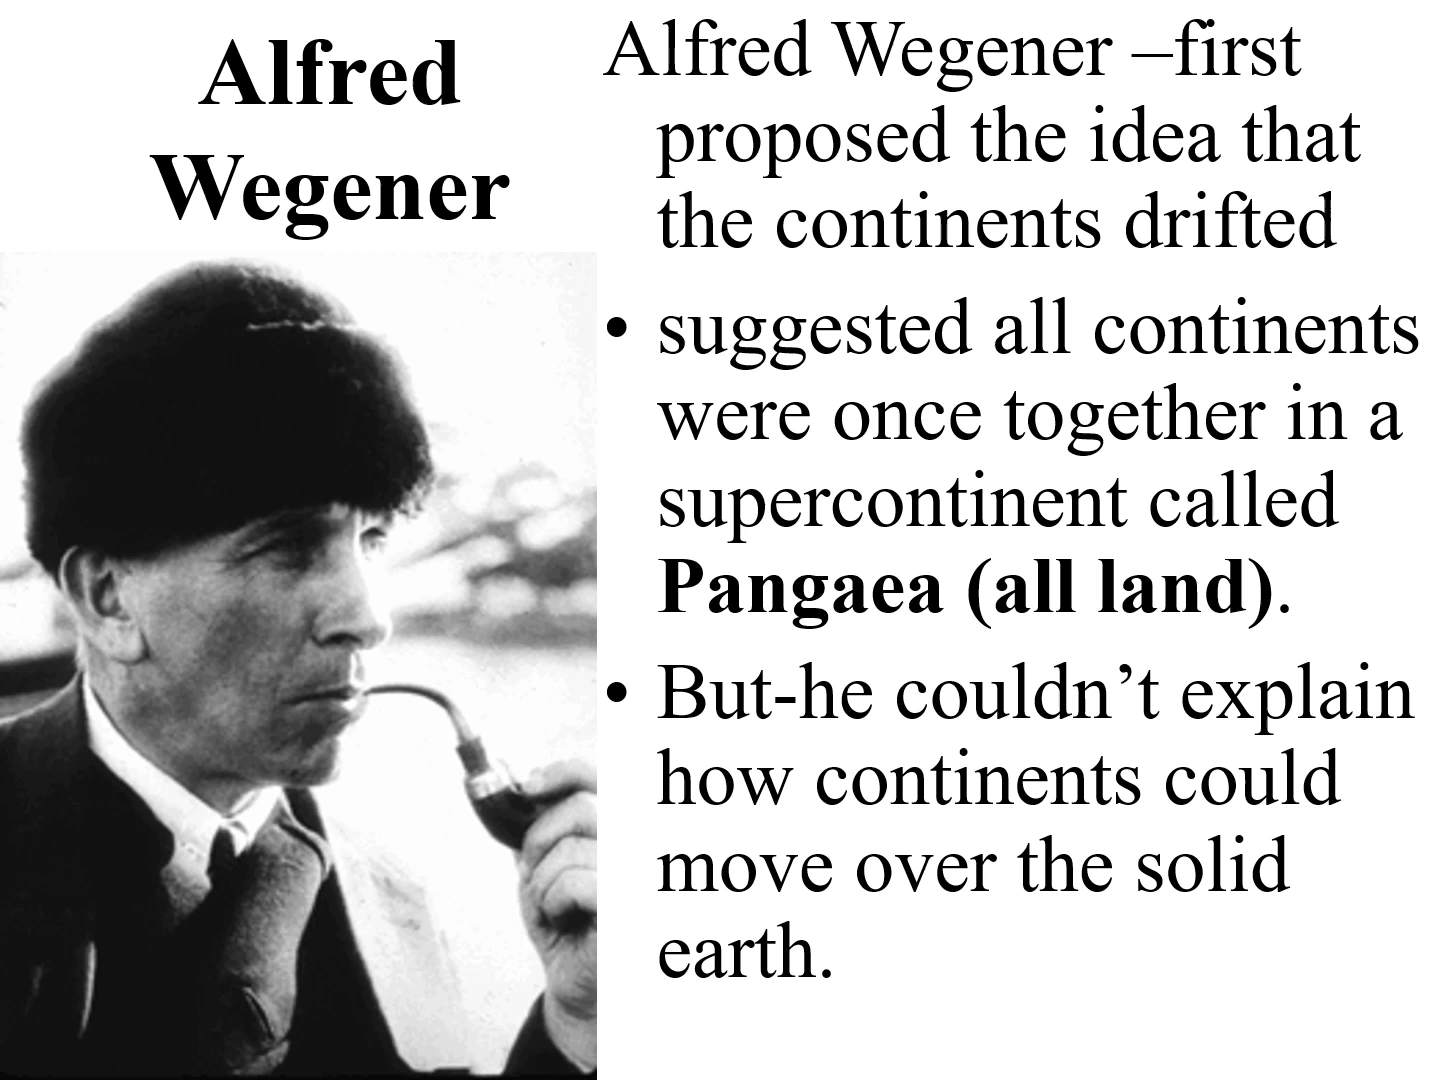 Alfred
Wegener
Alfred Wegener –first
proposed the idea that
the continents drifted
• suggested all continents
were once together in a
supercontinent called
Pangaea (all land).
• But-he couldn’t explain
how continents could
move over the solid
earth.